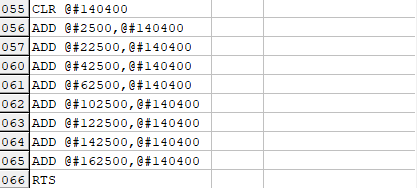 055 CLR @#140400
056 ADD @#2500,@#140400
057 ADD @#22500,@#140400
060 ADD @#42500,@#140400
061 ADD @#62500,@#140400
062 ADD @#102500,@#140400
063 ADD @#122500,@#140400
064 ADD @#142500,@#140400
065 ADD @#162500,@#140400
066 RTS